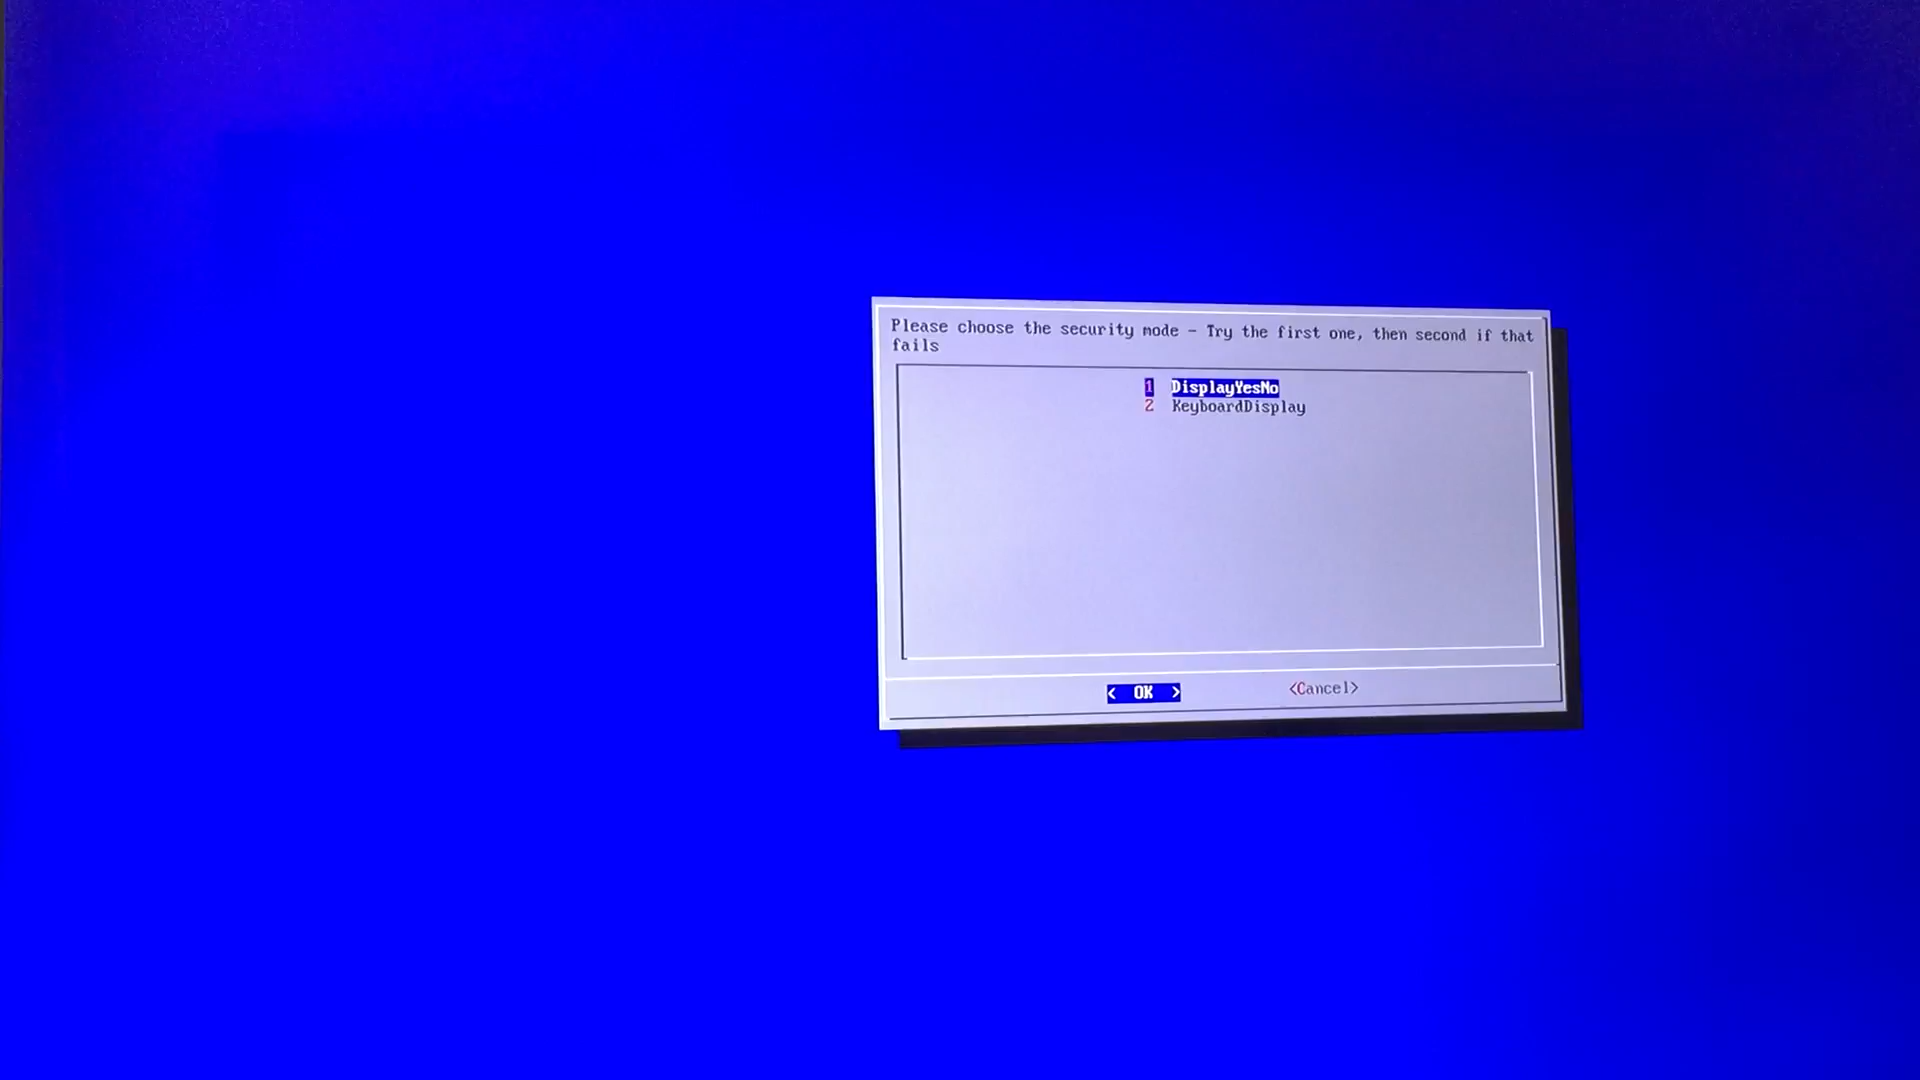 Please choose the security mode - Try the first one, then second if that
fails
1 DisplayYesNo
2 KeyboardDisplay
< OK > <Cancel>